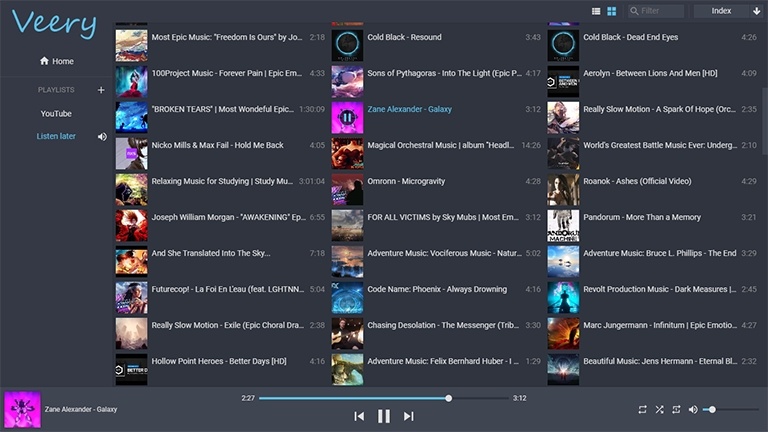 Veery
Filter
Index
Home
PLAYLISTS +
YouTube
Listen later
Most Epic Music: "Freedom Is Ours" by Jo... 2:18
Cold Black - Resound 3:43
Cold Black - Dead End Eyes 4:26
100Project Music - Forever Pain | Epic Em... 4:33
Sons of Pythagoras - Into The Light (Epic P... 4:17
Aerolyn - Between Lions And Men [HD] 4:09
"BROKEN TEARS" | Most Wondeful Epic... 1:30:09
Zane Alexander - Galaxy 3:12
Really Slow Motion - A Spark Of Hope (Orc... 2:35
Nicko Mills & Max Fail - Hold Me Back 4:05
Magical Orchestral Music | album "Headl... 14:26
World's Greatest Battle Music Ever: Underg... 2:10
Relaxing Music for Studying | Study Mu... 3:01:04
Omronn - Microgravity 4:28
Roanok - Ashes (Official Video) 4:29
Joseph William Morgan - "AWAKENING" Ep... 6:55
FOR ALL VICTIMS by Sky Mubs | Most Em... 3:12
Pandorum - More Than a Memory 3:21
And She Translated Into The Sky... 7:18
Adventure Music: Vociferous Music - Natur... 5:02
Adventure Music: Bruce L. Phillips - The End 3:29
Futurecop! - La Foi En L'eau (feat. LGHTNN... 5:04
Code Name: Phoenix - Always Drowning 4:16
Revolt Production Music - Dark Measures |... 2:45
Really Slow Motion - Exile (Epic Choral Dra... 2:38
Chasing Desolation - The Messenger (Trib... 3:30
Marc Jungermann - Infinitum | Epic Emotio... 4:27
Hollow Point Heroes - Better Days [HD] 4:16
Adventure Music: Felix Bernhard Huber - I ... 1:29
Beautiful Music: Jens Hermann - Eternal Bl... 2:32
Zane Alexander - Galaxy
2:27
3:12